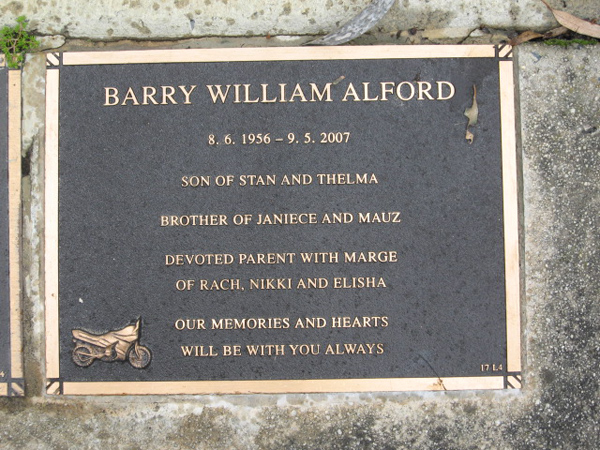 BARRY WILLIAM ALFORD
8. 6. 1956 – 9. 5. 2007
SON OF STAN AND THELMA
BROTHER OF JANIECE AND MAUZ
DEVOTED PARENT WITH MARGE
OF RACH, NIKKI AND ELISHA
OUR MEMORIES AND HEARTS
WILL BE WITH YOU ALWAYS
17 L4